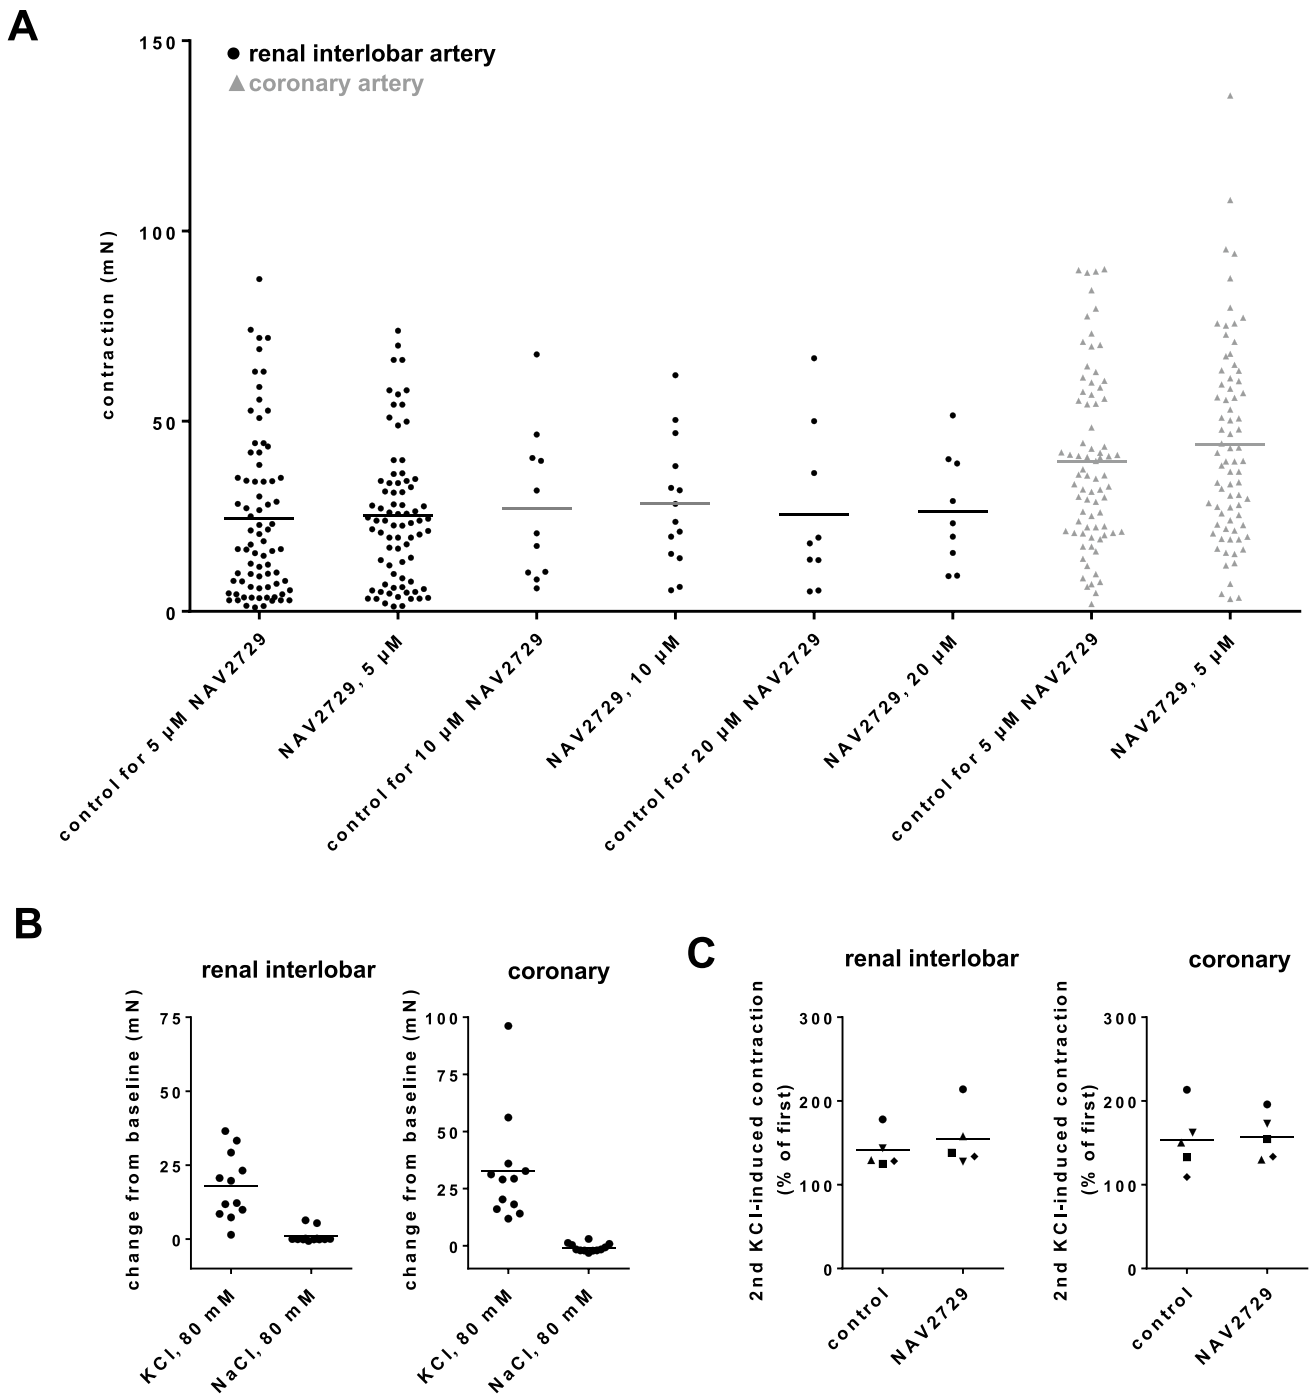 A
renal interlobar artery
coronary artery
150
100
50
0
contraction (mN)
control for 5 µM NAV2729
NAV2729, 5 µM
control for 10 µM NAV2729
NAV2729, 10 µM
control for 20 µM NAV2729
NAV2729, 20 µM
control for 5 µM NAV2729
NAV2729, 5 µM
B
renal interlobar
change from baseline (mN)
75
50
25
0
KCl, 80 mM
NaCl, 80 mM
coronary
change from baseline (mN)
100
75
50
25
0
KCl, 80 mM
NaCl, 80 mM
C
renal interlobar
2nd KCl-induced contraction
(% of first)
300
200
100
0
control
NAV2729
coronary
2nd KCl-induced contraction
(% of first)
300
200
100
0
control
NAV2729